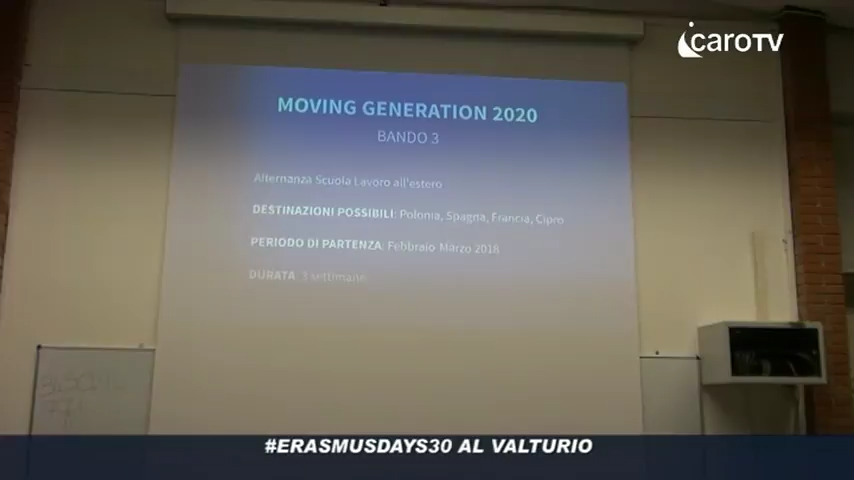 icaroTV
MOVING GENERATION 2020
BANDO 3
Alternanza Scuola Lavoro all'estero
DESTINAZIONI POSSIBILI: Polonia, Spagna, Francia, Cipro
PERIODO DI PARTENZA: Febbraio-Marzo 2018
DURATA: 3 settimane
#ERASMUSDAYS30 AL VALTURIO